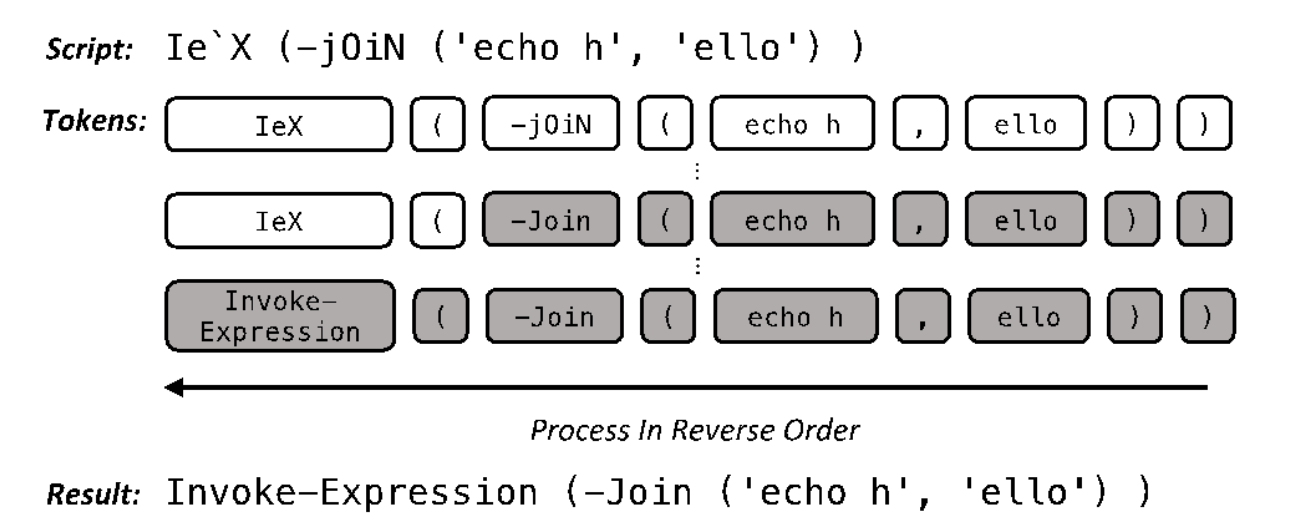 Script: Ie`X (-jOiN ('echo h', 'ello') )
Tokens: IeX ( -jOiN ( echo h , ello ) )
⋮
IeX ( -Join ( echo h , ello ) )
⋮
Invoke-
Expression ( -Join ( echo h , ello ) )
Process In Reverse Order
Result: Invoke-Expression (-Join ('echo h', 'ello') )